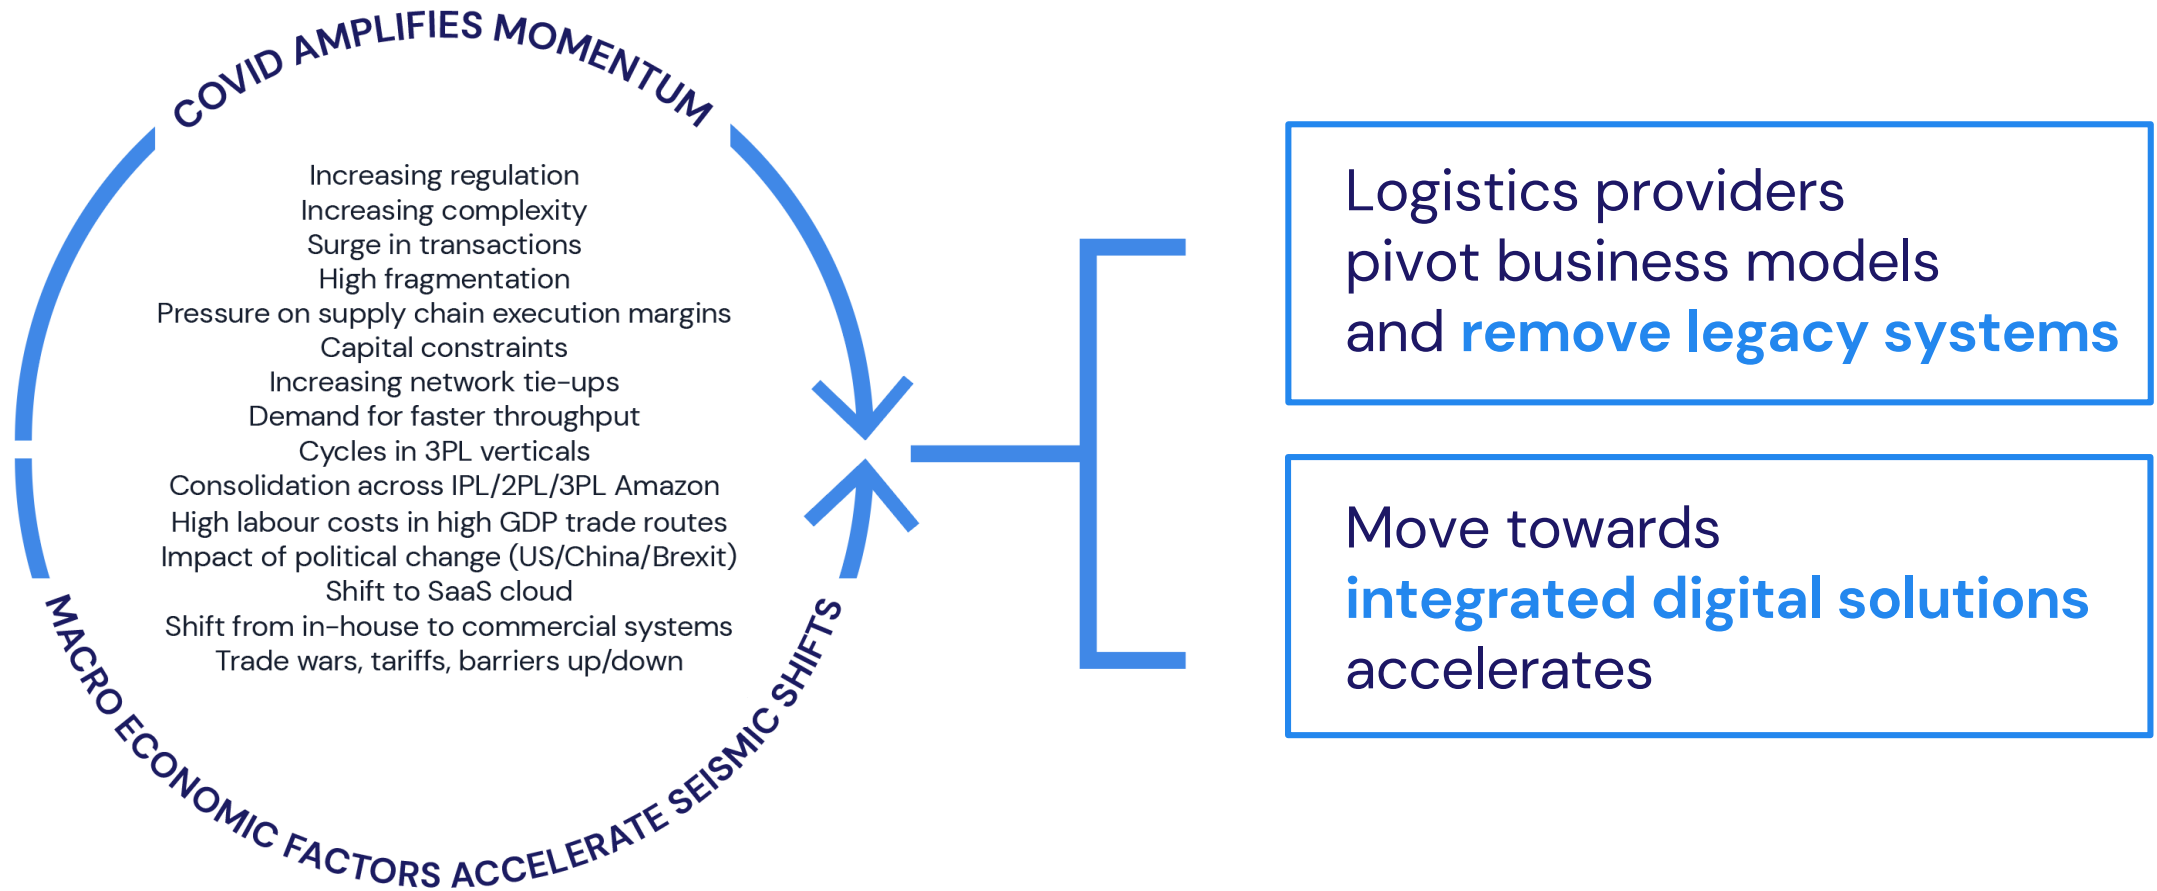 COVID AMPLIFIES MOMENTUM
Increasing regulation
Increasing complexity
Surge in transactions
High fragmentation
Pressure on supply chain execution margins
Capital constraints
Increasing network tie-ups
Demand for faster throughput
Cycles in 3PL verticals
Consolidation across IPL/2PL/3PL Amazon
High labour costs in high GDP trade routes
Impact of political change (US/China/Brexit)
Shift to SaaS cloud
Shift from in-house to commercial systems
Trade wars, tariffs, barriers up/down
MACRO ECONOMIC FACTORS ACCELERATE SEISMIC SHIFTS
Logistics providers
pivot business models
and remove legacy systems
Move towards
integrated digital solutions
accelerates